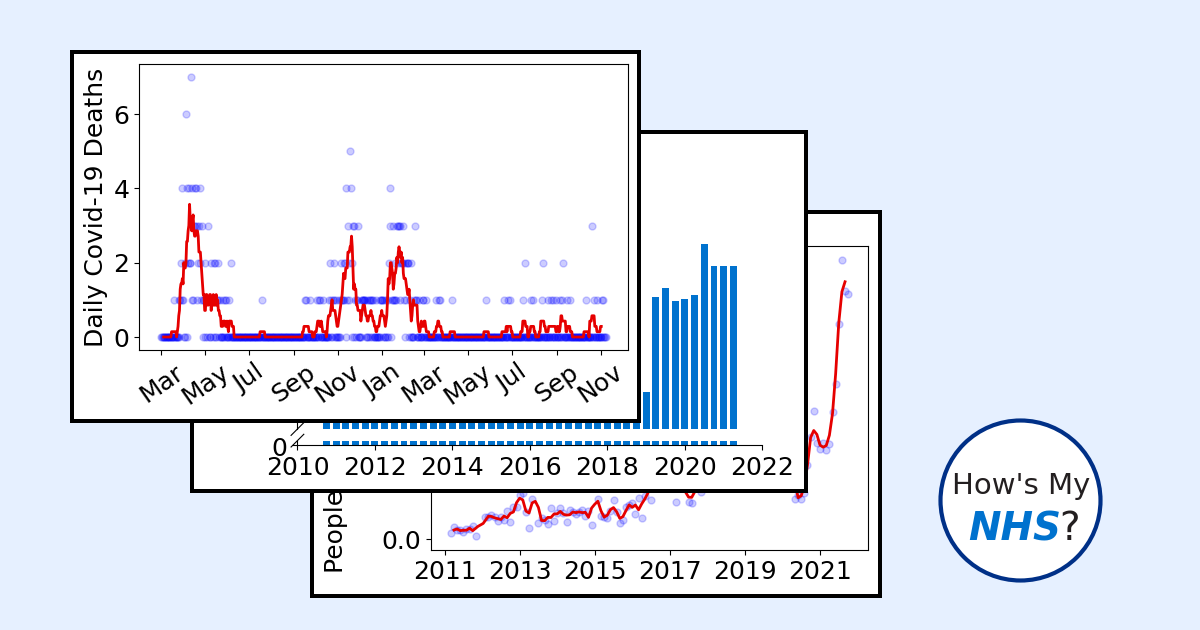 Daily Covid-19 Deaths
6
4
2
0
Mar May Jul Sep Nov Jan Mar May Jul Sep Nov
0
2010 2012 2014 2016 2018 2020 2022
People
0.0
2011 2013 2015 2017 2019 2021
How's My
NHS?